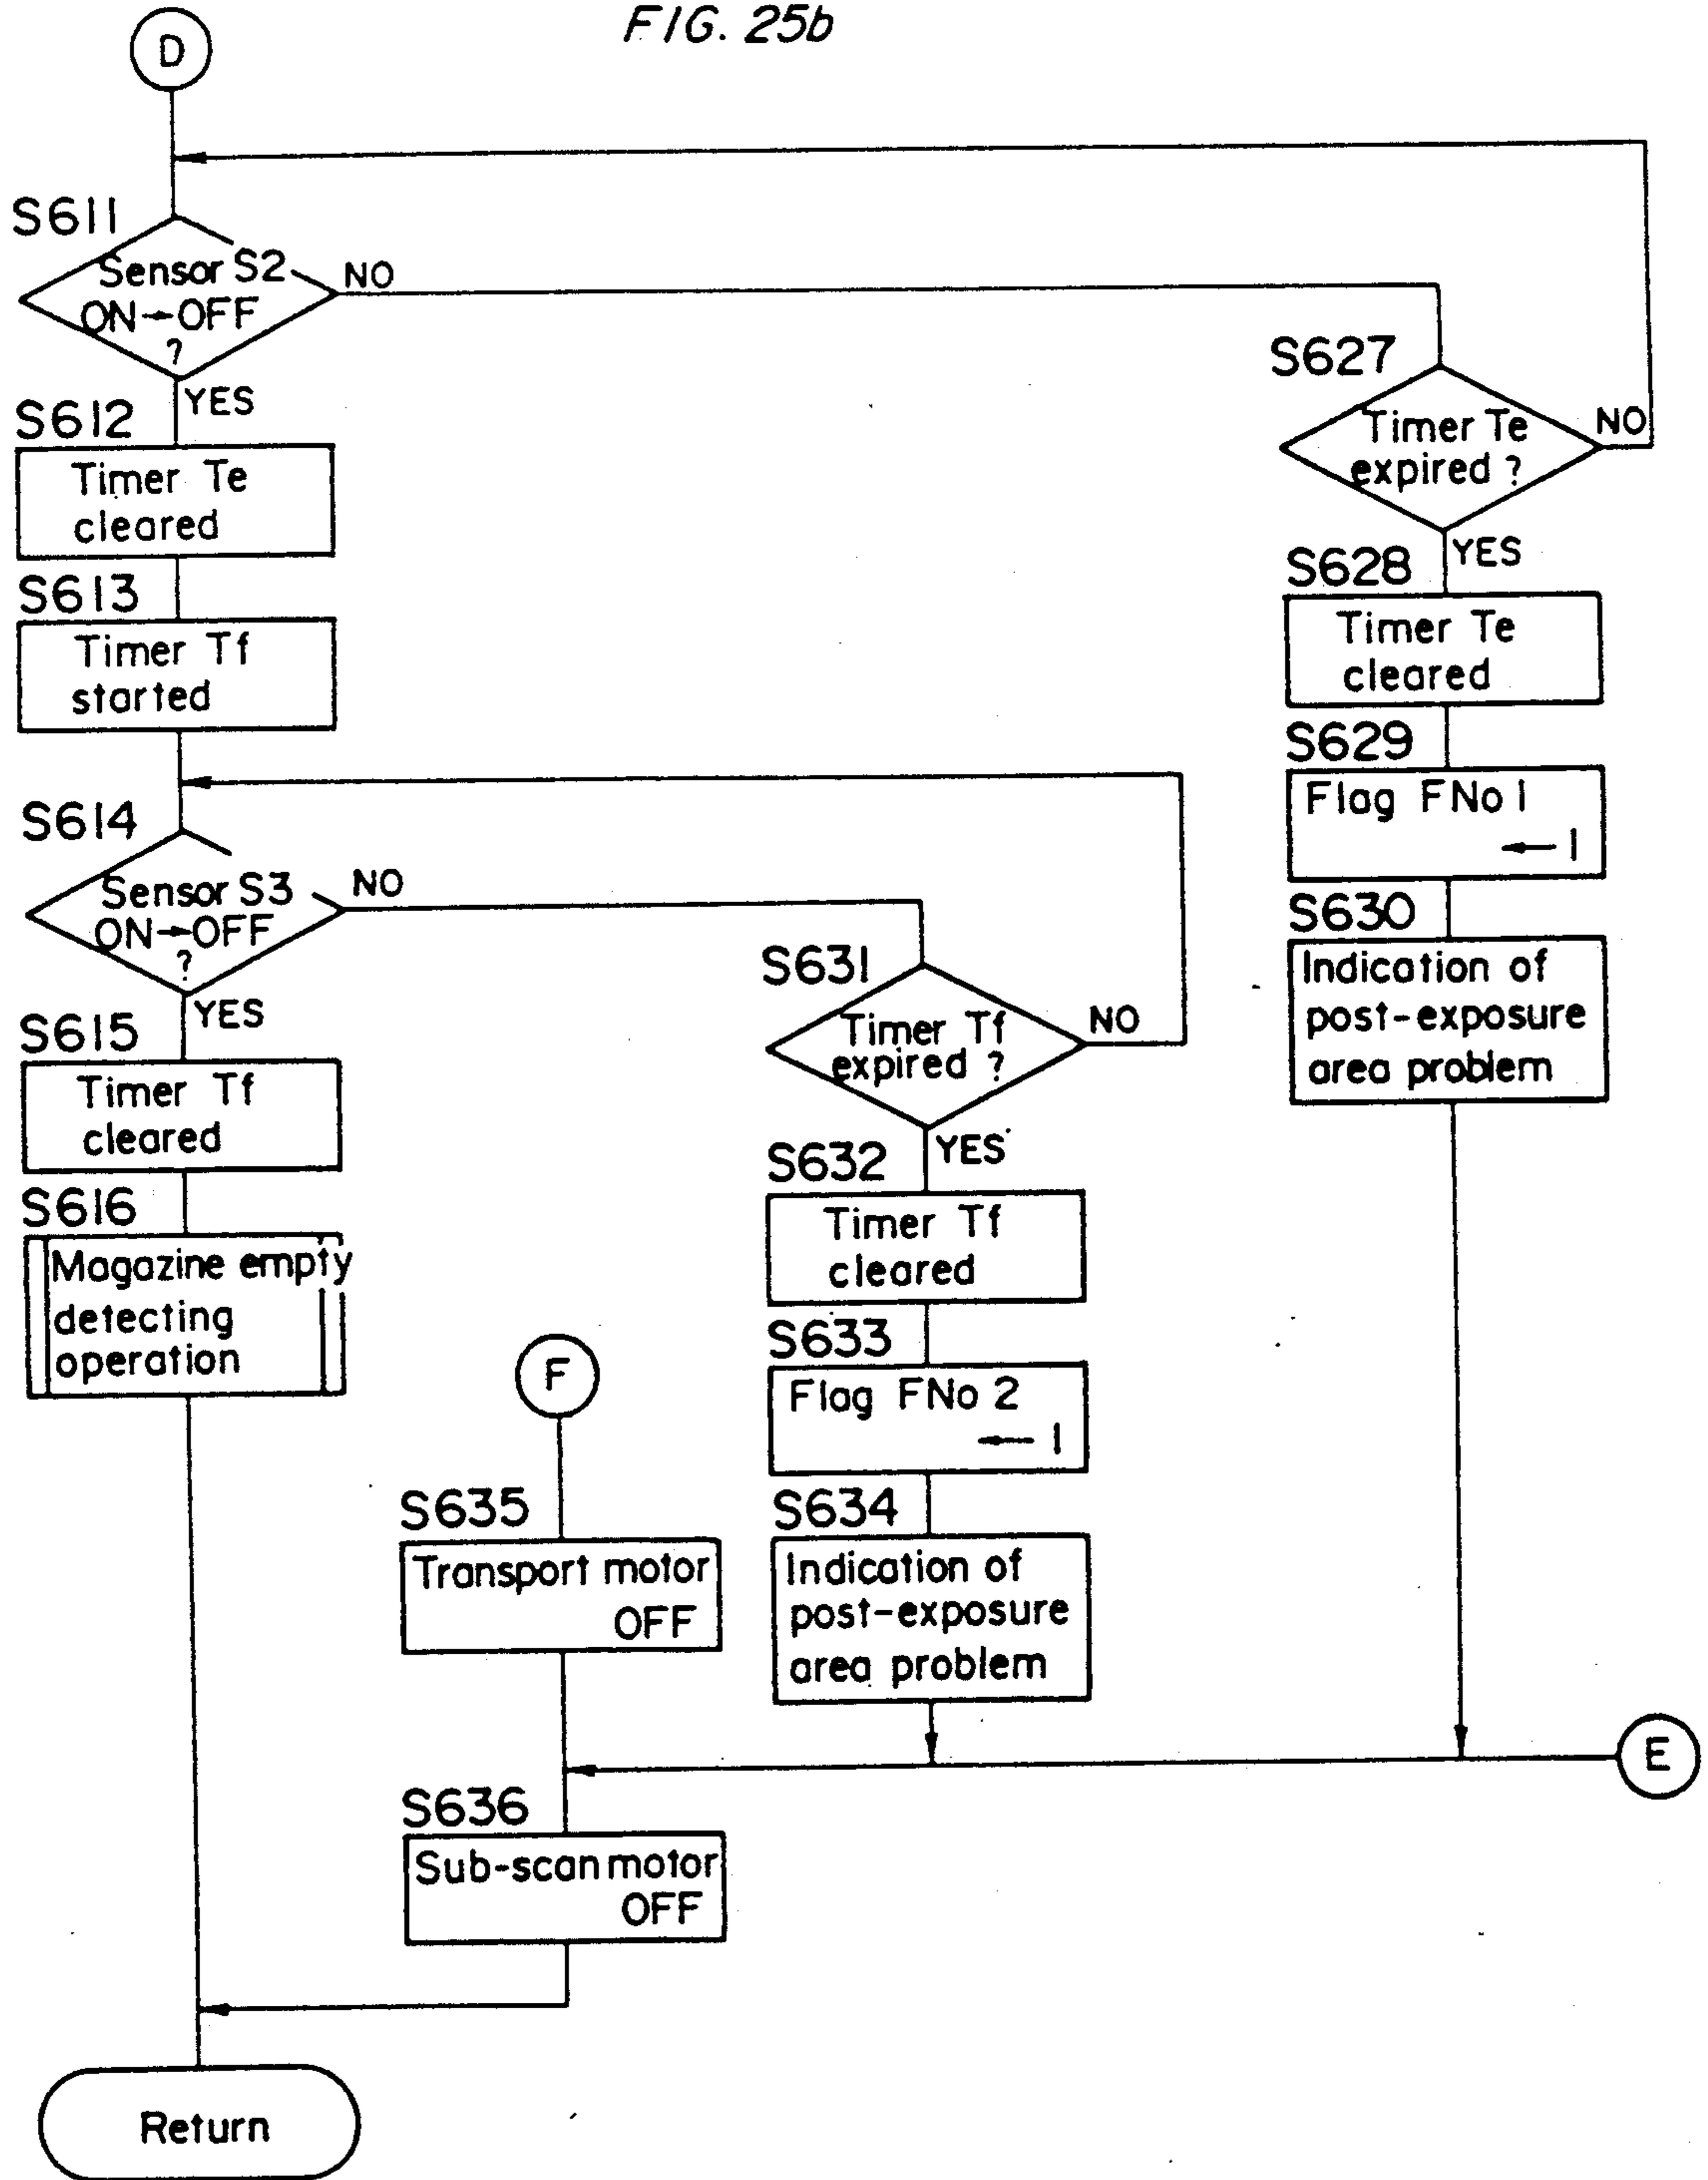 FIG. 25b
D
S611
Sensor S2
ON→OFF
?
NO
YES
S612
Timer Te
cleared
S613
Timer Tf
started
S614
Sensor S3
ON→OFF
?
NO
YES
S615
Timer Tf
cleared
S616
Magazine empty
detecting
operation
S627
Timer Te
expired ?
NO
YES
S628
Timer Te
cleared
S629
Flag FNo 1
← 1
S630
Indication of
post-exposure
area problem
S631
Timer Tf
expired ?
NO
YES
S632
Timer Tf
cleared
S633
Flag FNo 2
← 1
S634
Indication of
post-exposure
area problem
F
S635
Transport motor
OFF
E
S636
Sub-scan motor
OFF
Return